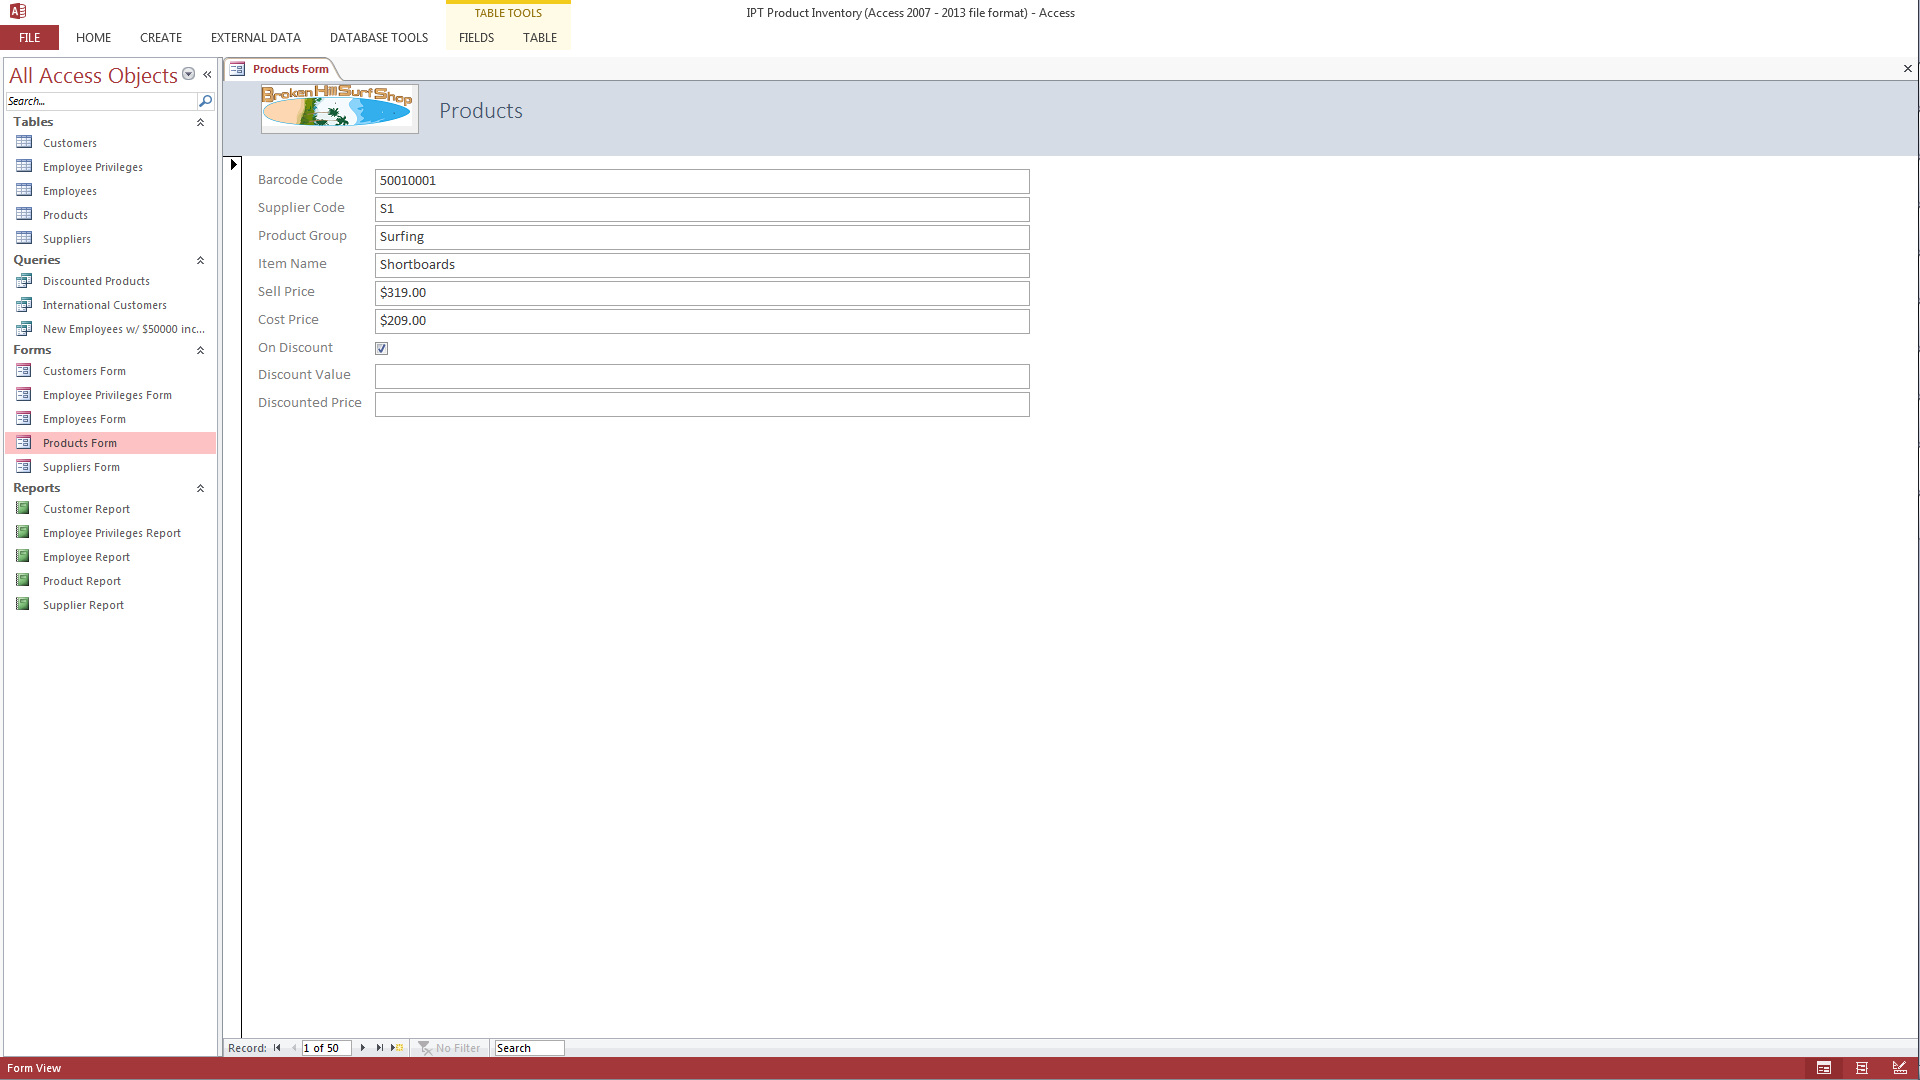 TABLE TOOLS
IPT Product Inventory (Access 2007 - 2013 file format) - Access
FILE HOME CREATE EXTERNAL DATA DATABASE TOOLS FIELDS TABLE
All Access Objects
Search...
Tables
Customers
Employee Privileges
Employees
Products
Suppliers
Queries
Discounted Products
International Customers
New Employees w/ $50000 inc...
Forms
Customers Form
Employee Privileges Form
Employees Form
Products Form
Suppliers Form
Reports
Customer Report
Employee Privileges Report
Employee Report
Product Report
Supplier Report
Products Form
Broken Hill Surf Shop
Products
Barcode Code 50010001
Supplier Code S1
Product Group Surfing
Item Name Shortboards
Sell Price $319.00
Cost Price $209.00
On Discount
Discount Value
Discounted Price
Record: 1 of 50 No Filter Search
Form View